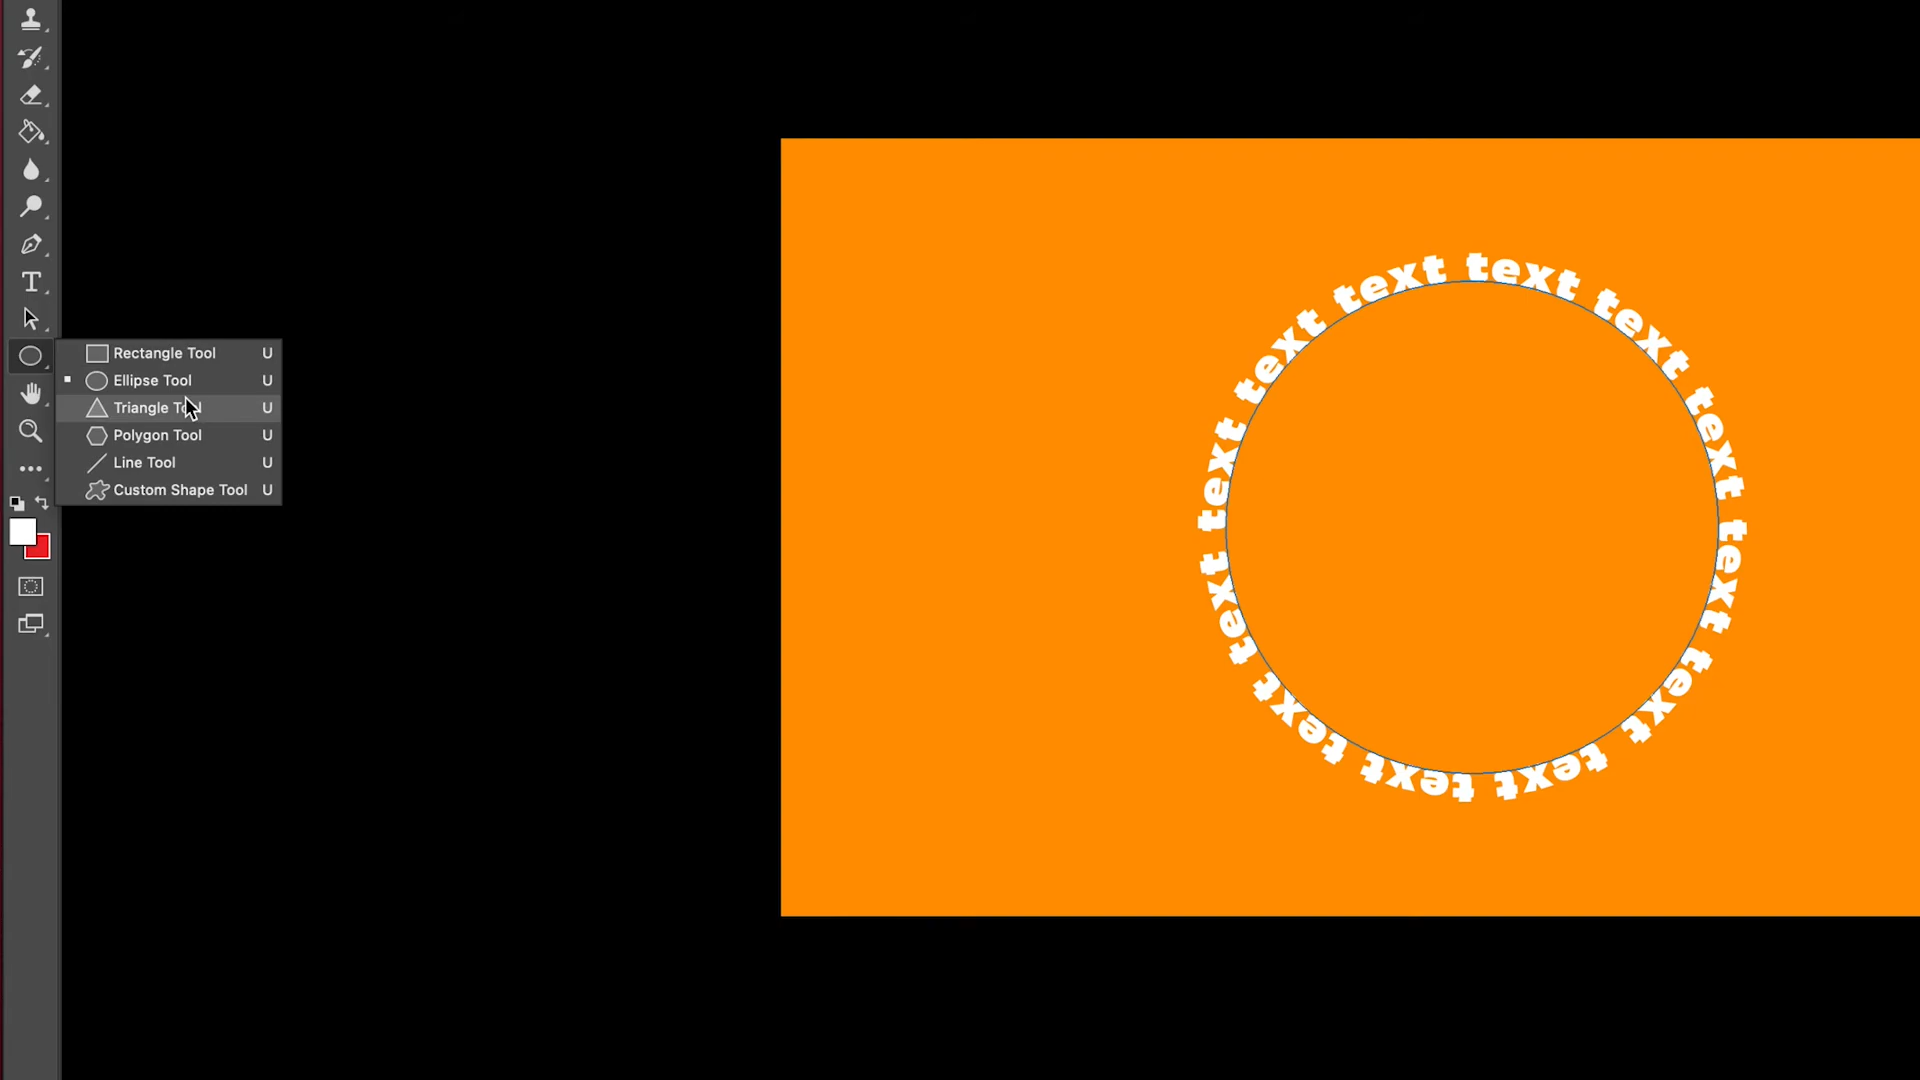 Rectangle Tool U
Ellipse Tool U
Triangle Tool U
Polygon Tool U
Line Tool U
Custom Shape Tool U
text text text text text text text text text text text text